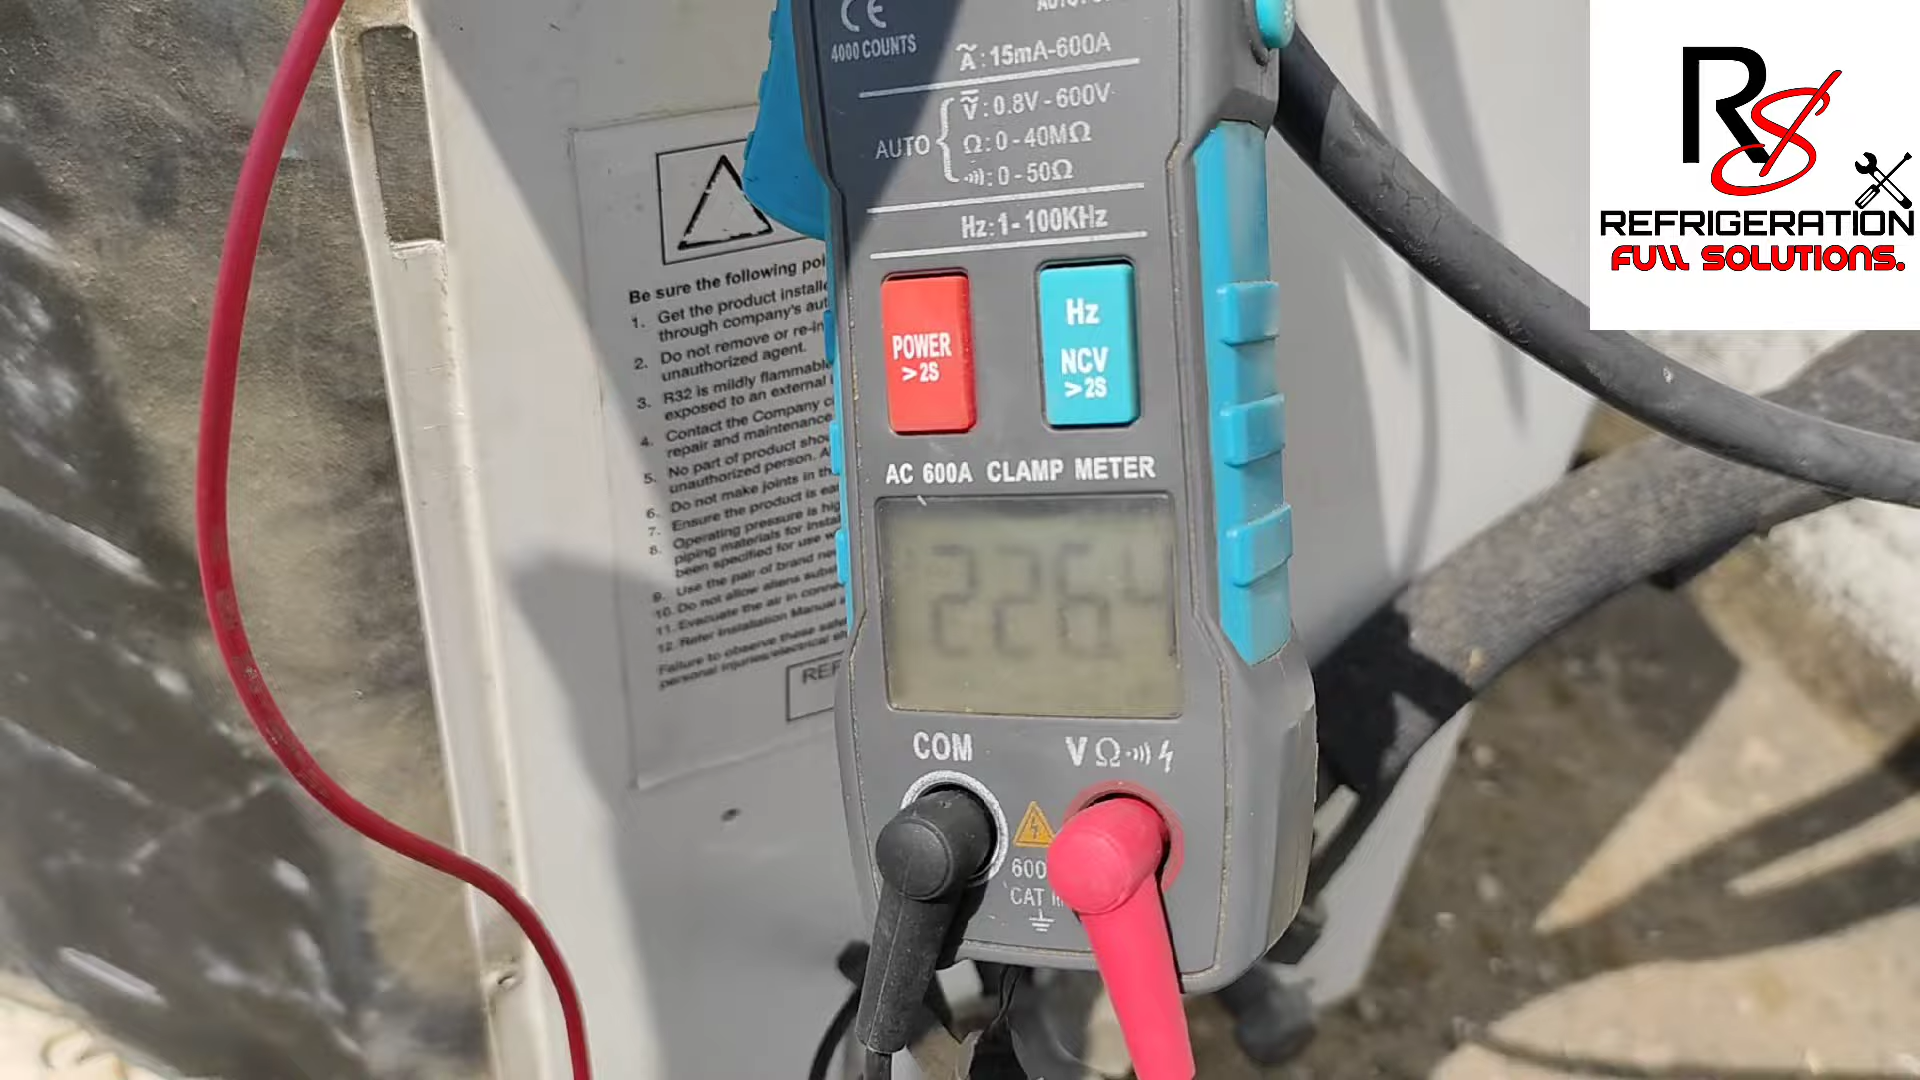 RS
REFRIGERATION
FULL SOLUTIONS.
CE
4000 COUNTS
A:15mA-600A
AUTO
V:0.8V-600V
Ω:0-40MΩ
:0-50Ω
Hz:1-100KHz
POWER
>2S
Hz
NCV
>2S
AC 600A CLAMP METER
226
COM
VΩ
600
CAT
Be sure the following
1. Get the product
through company's
2. Do not remove or
unauthorized agent.
3. R32 is mildly flammable
exposed to an external
4. Contact the Company
repair and maintenance
5. No part of product
unauthorized person.
6. Do not make joints in
7. Ensure the product is
8. Operating pressure is
piping materials for
been specified for use
9. Use the pair of brand
10. Do not allow aliens
11. Evacuate the air in
12. Refer Installation Manual
Failure to observe these
personal injuries/electrical